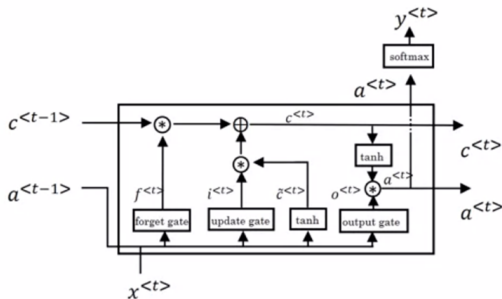 y<t>
softmax
a<t>
c<t-1>
c<t>
c<t>
tanh
a<t-1>
f<t>
i<t>
c̃<t>
o<t>
a<t>
a<t>
forget gate
update gate
tanh
output gate
x<t>